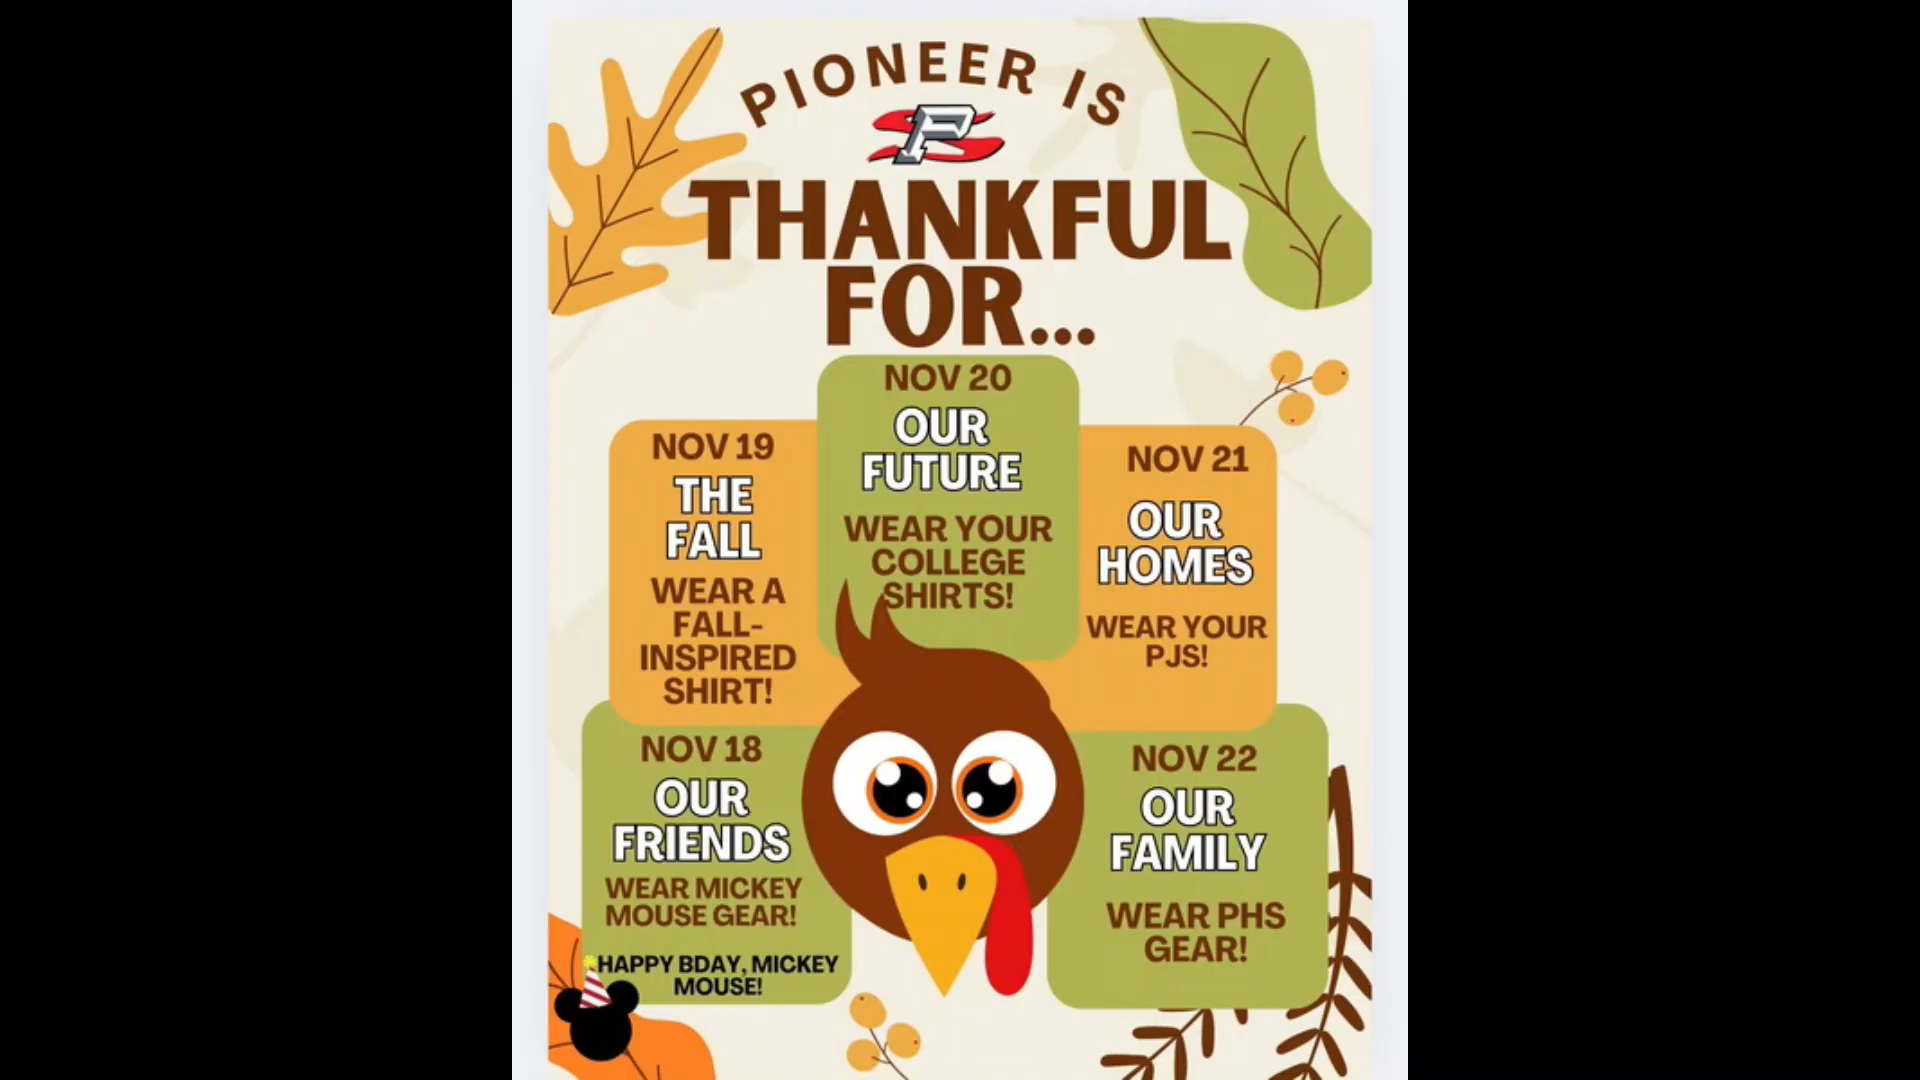 PIONEER IS
P
THANKFUL
FOR...
NOV 20
OUR
FUTURE
WEAR YOUR
COLLEGE
SHIRTS!
NOV 19
THE
FALL
WEAR A
FALL-
INSPIRED
SHIRT!
NOV 21
OUR
HOMES
WEAR YOUR
PJS!
NOV 18
OUR
FRIENDS
WEAR MICKEY
MOUSE GEAR!
HAPPY BDAY, MICKEY
MOUSE!
NOV 22
OUR
FAMILY
WEAR PHS
GEAR!